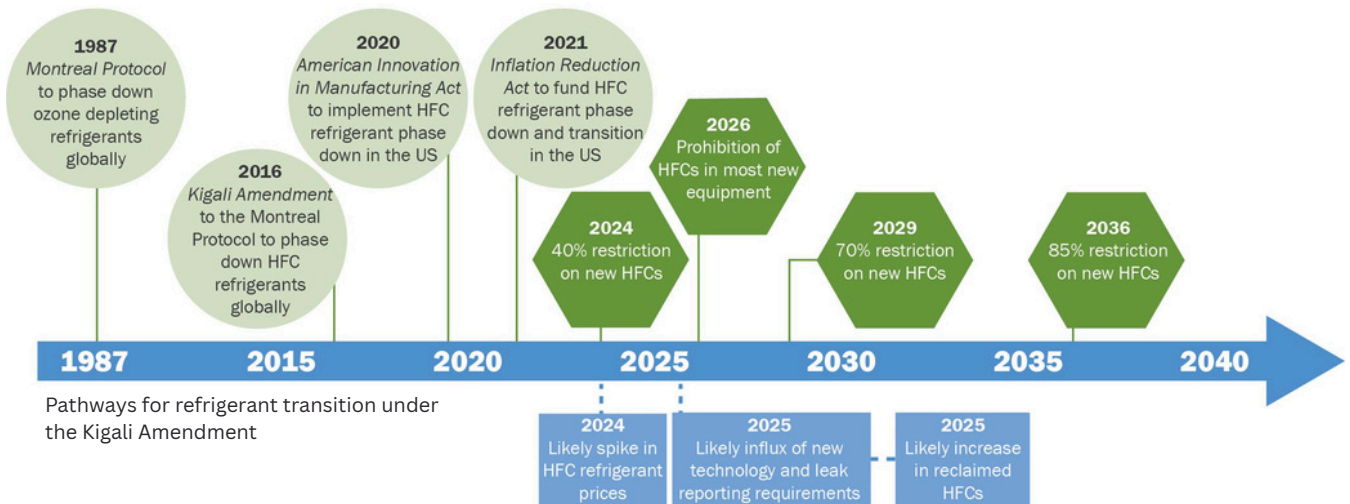 1987
Montreal Protocol
to phase down
ozone depleting
refrigerants
globally
2016
Kigali Amendment
to the Montreal
Protocol to phase
down HFC
refrigerants
globally
2020
American Innovation
in Manufacturing Act
to implement HFC
refrigerant phase
down in the US
2021
Inflation Reduction
Act to fund HFC
refrigerant phase
down and transition
in the US
2024
40% restriction
on new HFCs
2026
Prohibition of
HFCs in most new
equipment
2029
70% restriction
on new HFCs
2036
85% restriction
on new HFCs
1987 2015 2020 2025 2030 2035 2040
Pathways for refrigerant transition under
the Kigali Amendment
2024
Likely spike in
HFC refrigerant
prices
2025
Likely influx of new
technology and leak
reporting requirements
2025
Likely increase
in reclaimed
HFCs